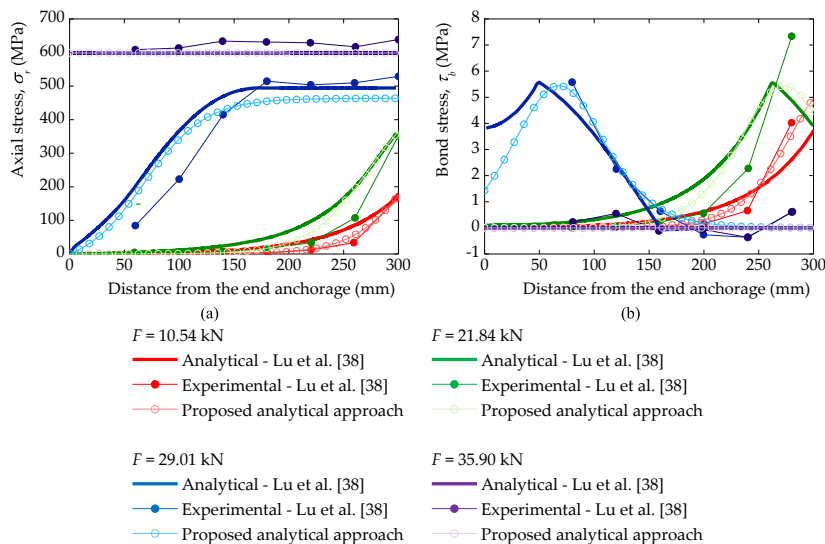 Axial stress, σr (MPa)
700
600
500
400
300
200
100
0
0 50 100 150 200 250 300
Distance from the end anchorage (mm)
(a)
Bond stress, τb (MPa)
8
7
6
5
4
3
2
1
0
-1
0 50 100 150 200 250 300
Distance from the end anchorage (mm)
(b)
F = 10.54 kN
Analytical - Lu et al. [38]
Experimental - Lu et al. [38]
Proposed analytical approach
F = 21.84 kN
Analytical - Lu et al. [38]
Experimental - Lu et al. [38]
Proposed analytical approach
F = 29.01 kN
Analytical - Lu et al. [38]
Experimental - Lu et al. [38]
Proposed analytical approach
F = 35.90 kN
Analytical - Lu et al. [38]
Experimental - Lu et al. [38]
Proposed analytical approach